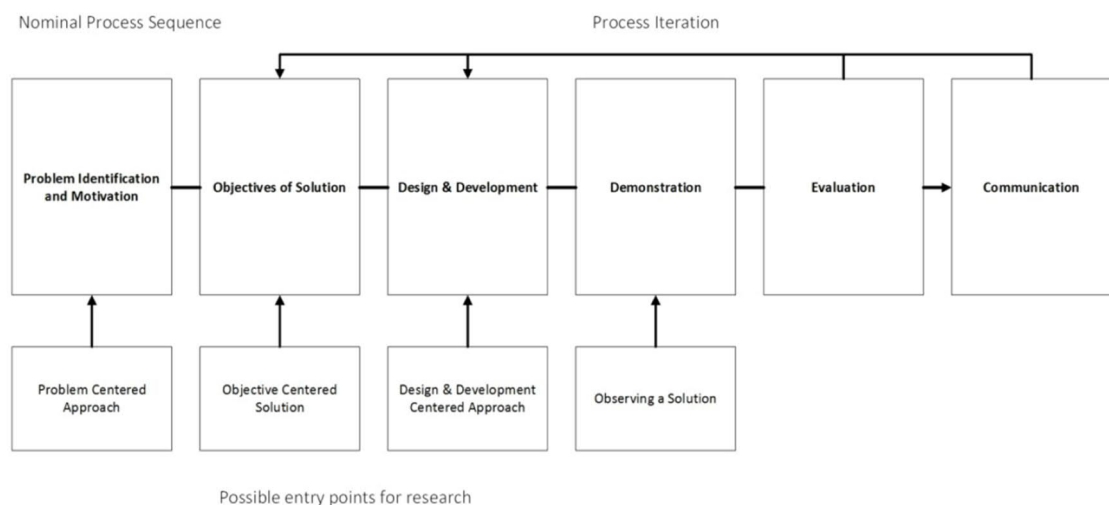 Nominal Process Sequence
Process Iteration
Problem Identification
and Motivation
Objectives of Solution
Design & Development
Demonstration
Evaluation
Communication
Problem Centered
Approach
Objective Centered
Solution
Design & Development
Centered Approach
Observing a Solution
Possible entry points for research